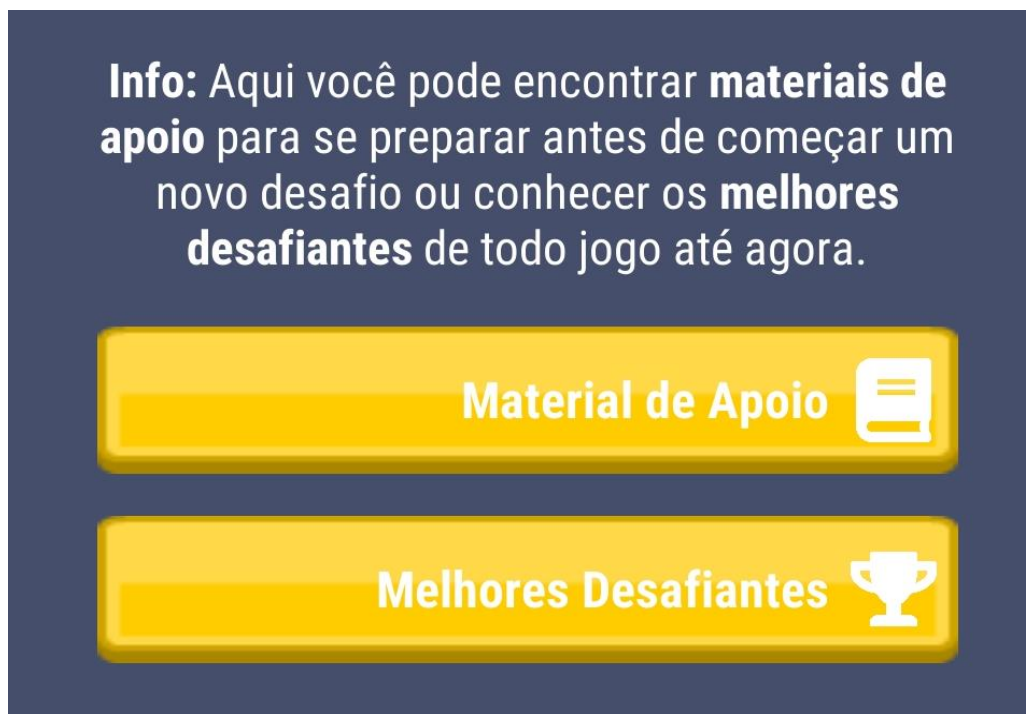 Info: Aqui você pode encontrar materiais de
apoio para se preparar antes de começar um
novo desafio ou conhecer os melhores
desafiantes de todo jogo até agora.
Material de Apoio
Melhores Desafiantes